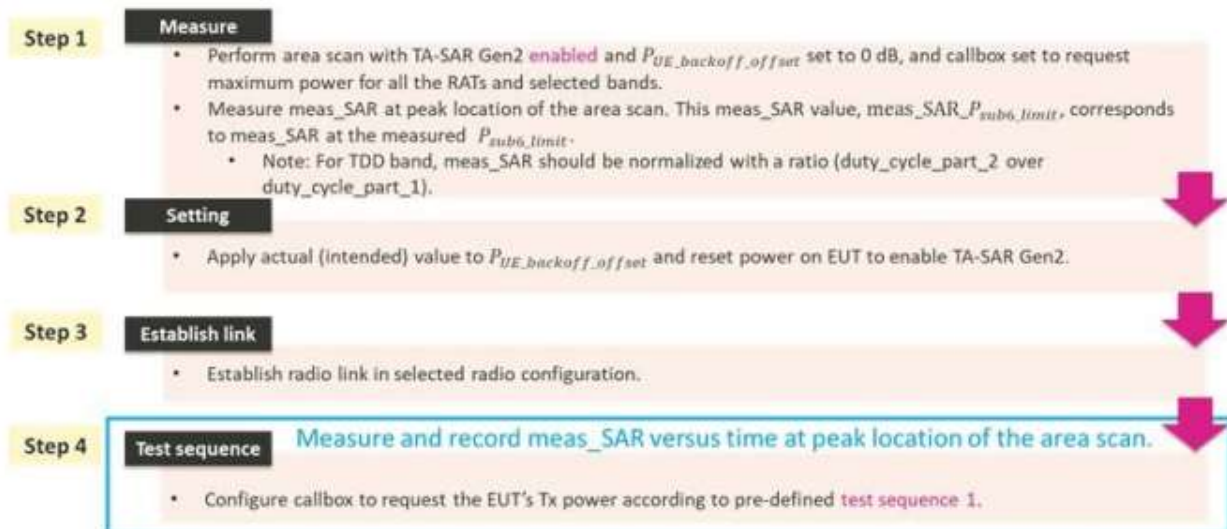 Step 1
Measure
• Perform area scan with TA-SAR Gen2 enabled and P_UE_backoff_offset set to 0 dB, and callbox set to request
maximum power for all the RATs and selected bands.
• Measure meas_SAR at peak location of the area scan. This meas_SAR value, meas_SAR_P_sub6_limit, corresponds
to meas_SAR at the measured P_sub6_limit.
• Note: For TDD band, meas_SAR should be normalized with a ratio (duty_cycle_part_2 over
duty_cycle_part_1).
Step 2
Setting
• Apply actual (intended) value to P_UE_backoff_offset and reset power on EUT to enable TA-SAR Gen2.
Step 3
Establish link
• Establish radio link in selected radio configuration.
Step 4
Test sequence
Measure and record meas_SAR versus time at peak location of the area scan.
• Configure callbox to request the EUT's Tx power according to pre-defined test sequence 1.